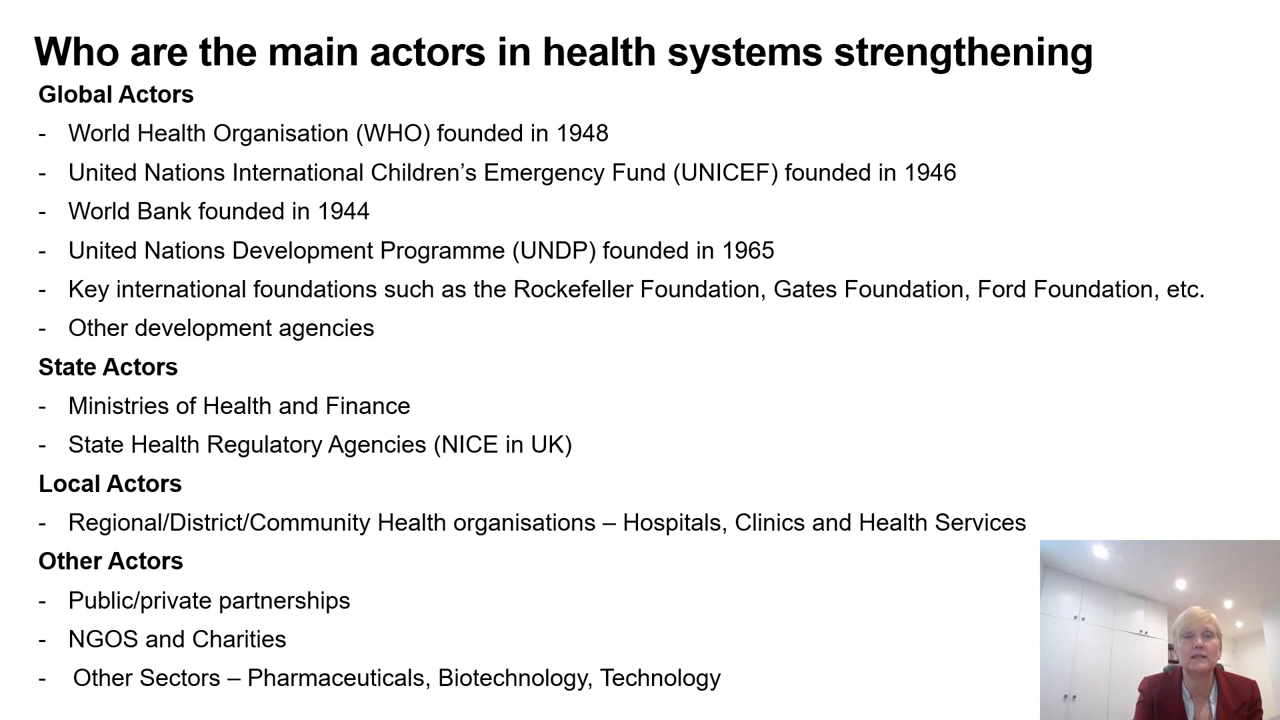 Who are the main actors in health systems strengthening
Global Actors
- World Health Organisation (WHO) founded in 1948
- United Nations International Children’s Emergency Fund (UNICEF) founded in 1946
- World Bank founded in 1944
- United Nations Development Programme (UNDP) founded in 1965
- Key international foundations such as the Rockefeller Foundation, Gates Foundation, Ford Foundation, etc.
- Other development agencies
State Actors
- Ministries of Health and Finance
- State Health Regulatory Agencies (NICE in UK)
Local Actors
- Regional/District/Community Health organisations – Hospitals, Clinics and Health Services
Other Actors
- Public/private partnerships
- NGOS and Charities
- Other Sectors – Pharmaceuticals, Biotechnology, Technology